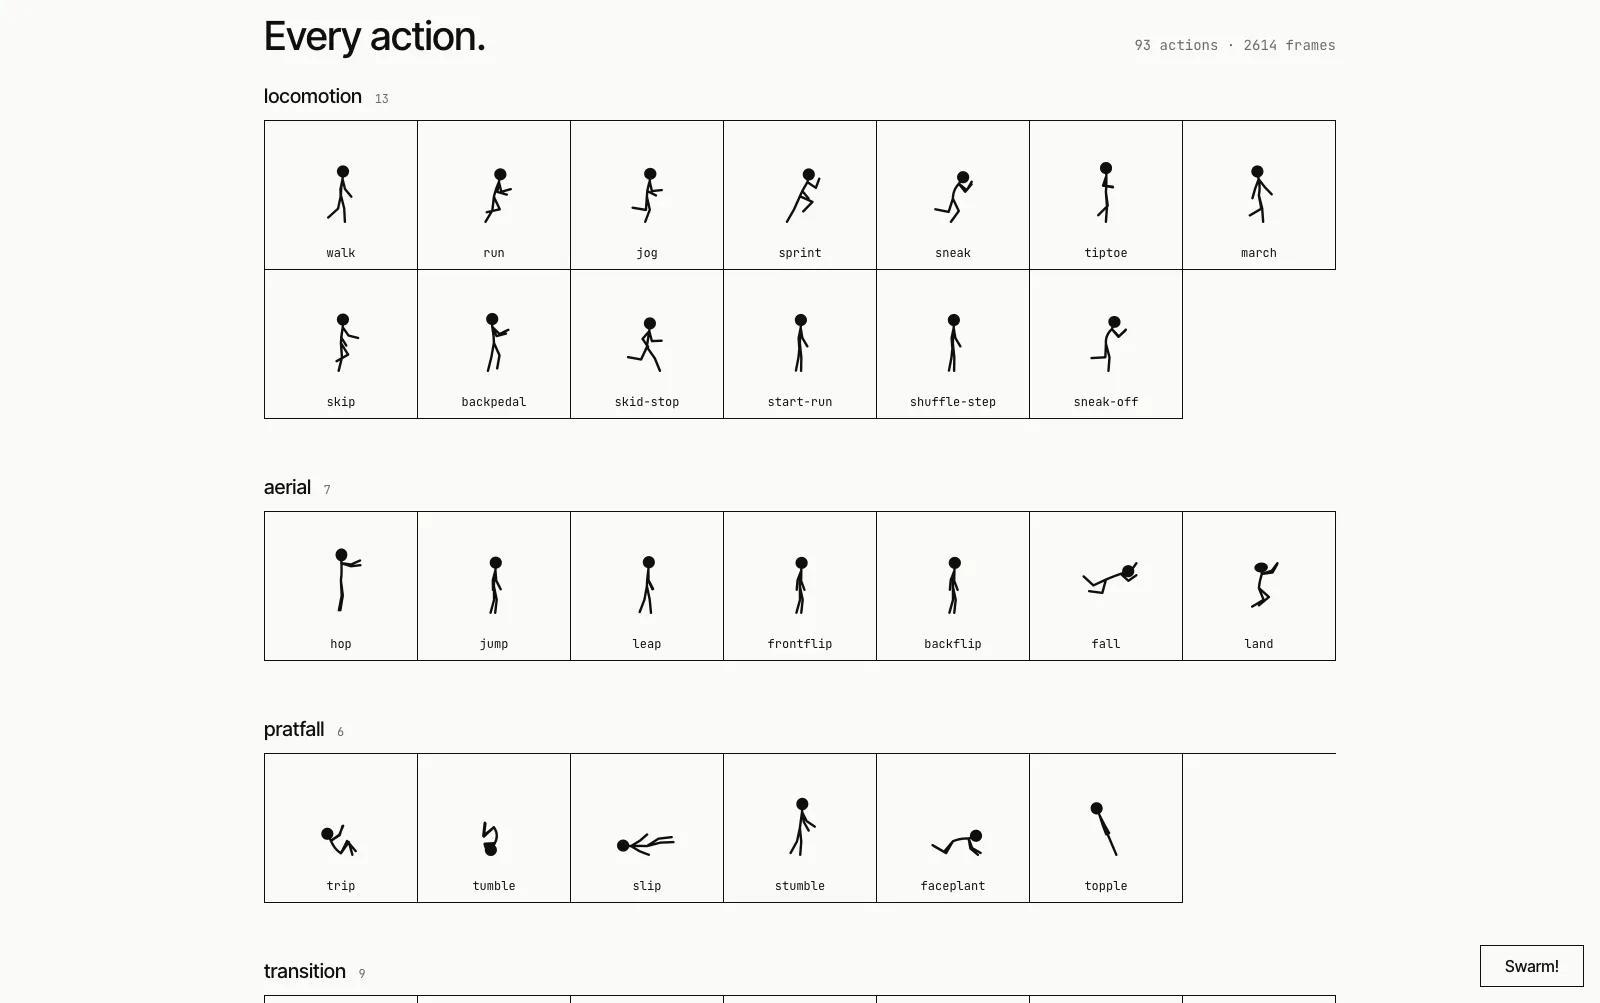 Every action.
93 actions · 2614 frames
locomotion 13
walk run jog sprint sneak tiptoe march
skip backpedal skid-stop start-run shuffle-step sneak-off
aerial 7
hop jump leap frontflip backflip fall land
pratfall 6
trip tumble slip stumble faceplant topple
transition 9
Swarm!